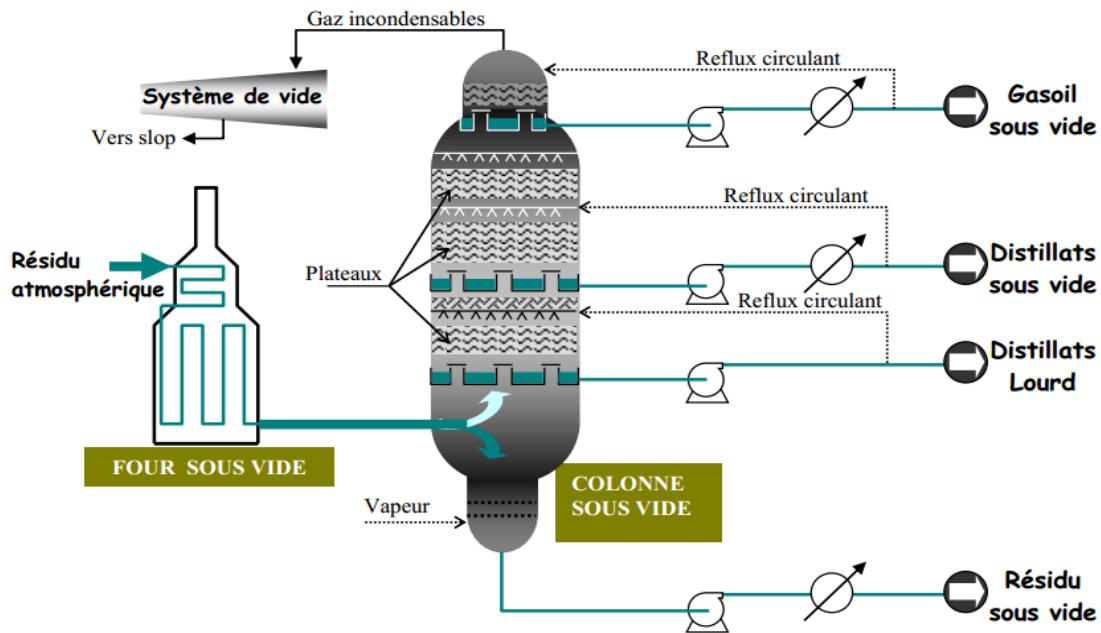 Gaz incondensables
Système de vide
Vers slop
Reflux circulant
Gasoil
sous vide
Résidu
atmosphérique
Plateaux
Reflux circulant
Distillats
sous vide
Reflux circulant
Distillats
Lourd
FOUR SOUS VIDE
COLONNE
SOUS VIDE
Vapeur
Résidu
sous vide